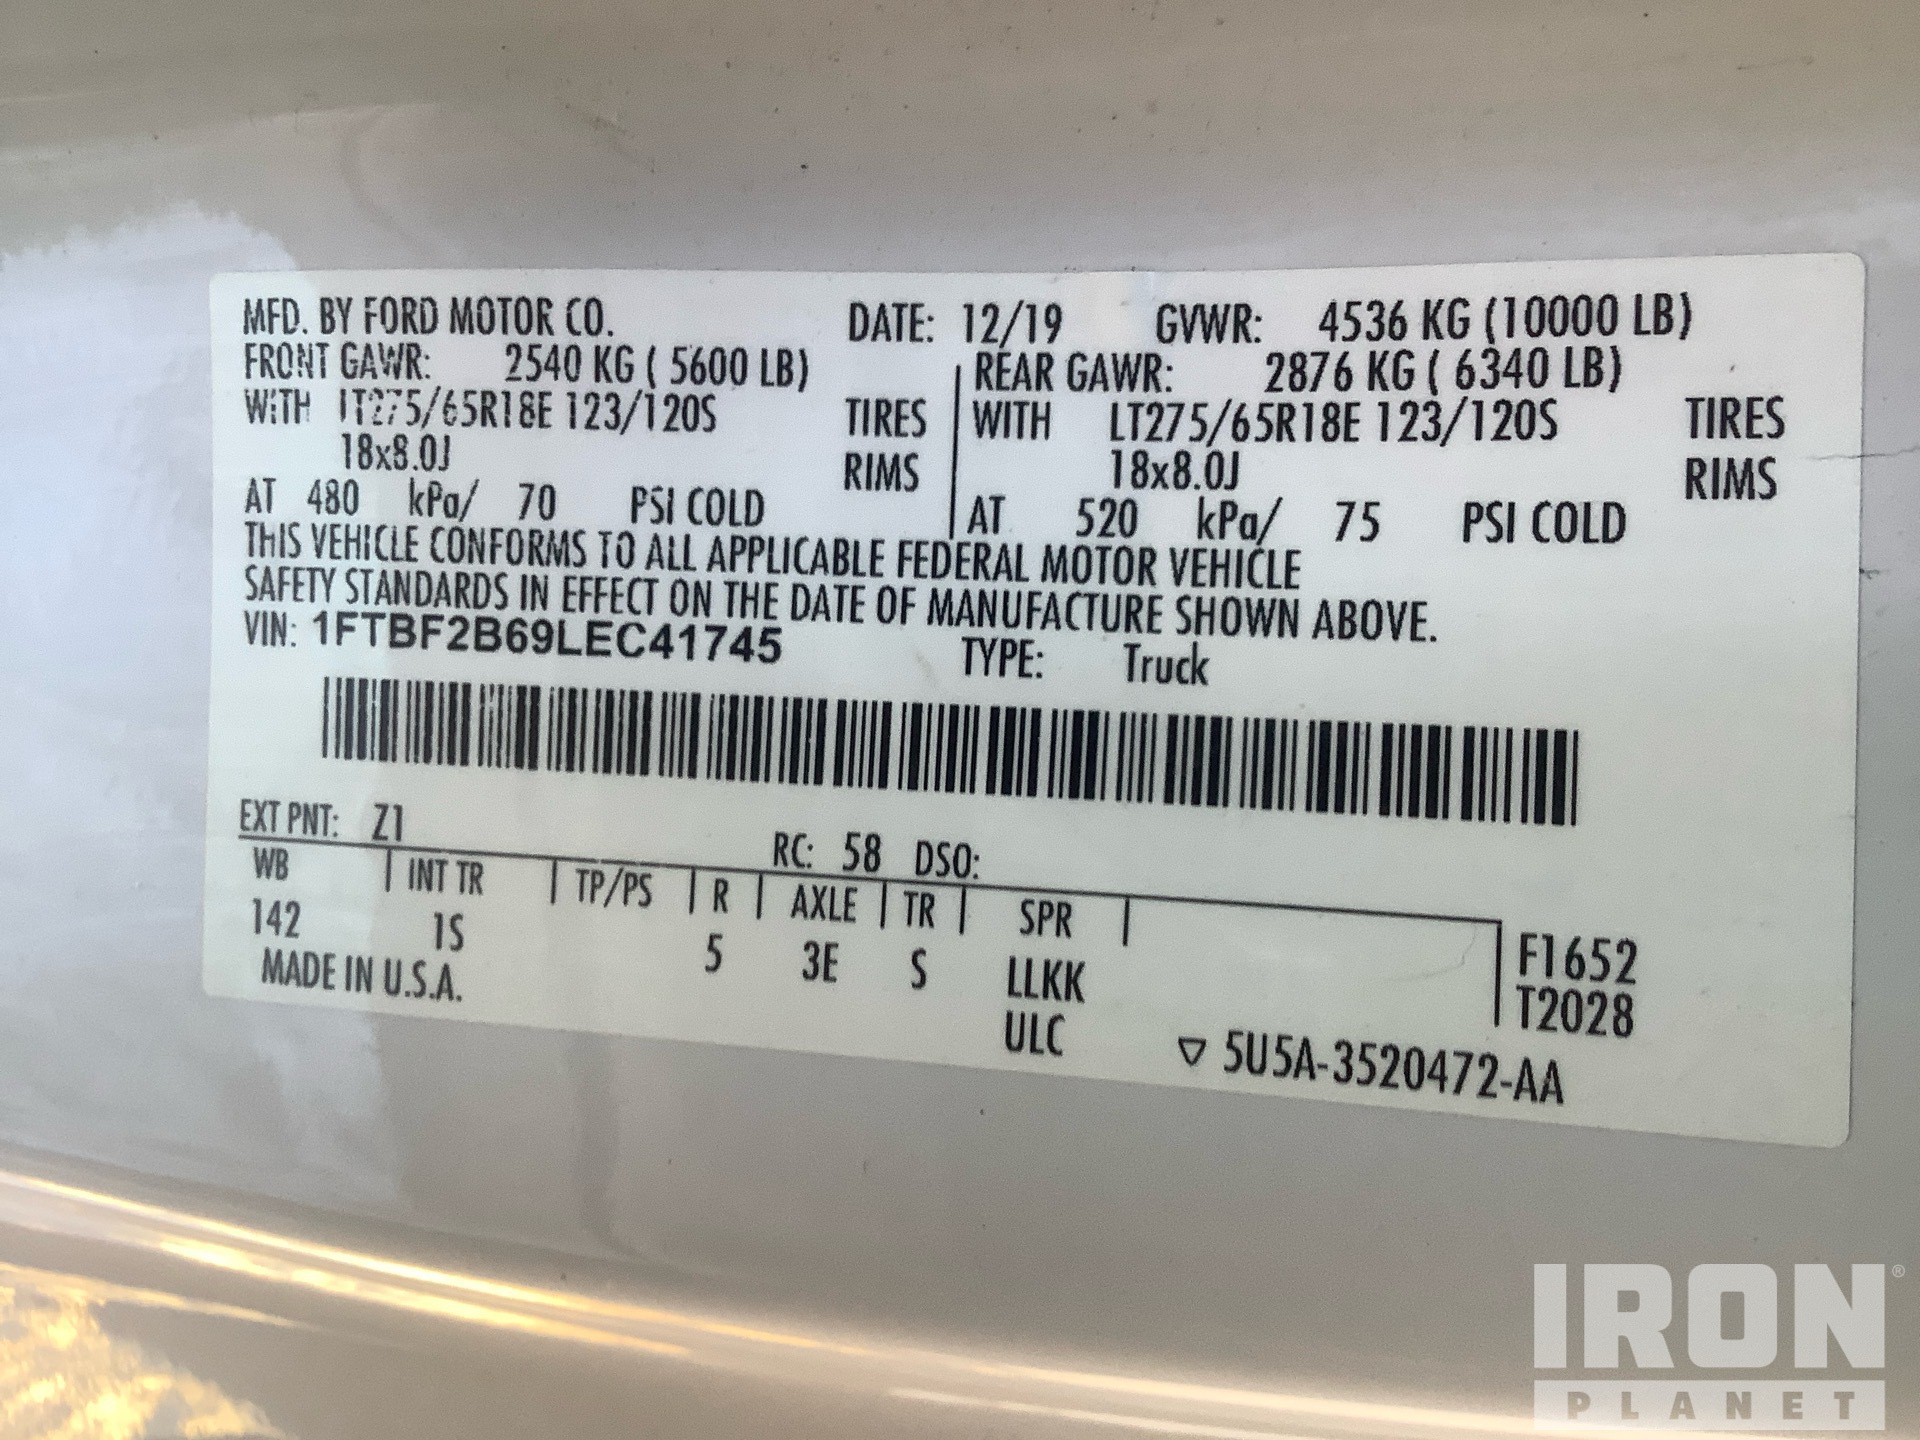 MFD. BY FORD MOTOR CO. DATE: 12/19 GVWR: 4536 KG (10000 LB)
FRONT GAWR: 2540 KG ( 5600 LB) REAR GAWR: 2876 KG ( 6340 LB)
WITH LT275/65R18E 123/120S TIRES WITH LT275/65R18E 123/120S TIRES
18x8.0J RIMS 18x8.0J RIMS
AT 480 kPa/ 70 PSI COLD AT 520 kPa/ 75 PSI COLD
THIS VEHICLE CONFORMS TO ALL APPLICABLE FEDERAL MOTOR VEHICLE
SAFETY STANDARDS IN EFFECT ON THE DATE OF MANUFACTURE SHOWN ABOVE.
VIN: 1FTBF2B69LEC41745 TYPE: Truck
EXT PNT: Z1 RC: 58 DSO:
WB INT TR TP/PS R AXLE TR SPR
142 1S 5 3E S LLKK F1652
MADE IN U.S.A. ULC T2028
▽ 5U5A-3520472-AA
IRON®
PLANET